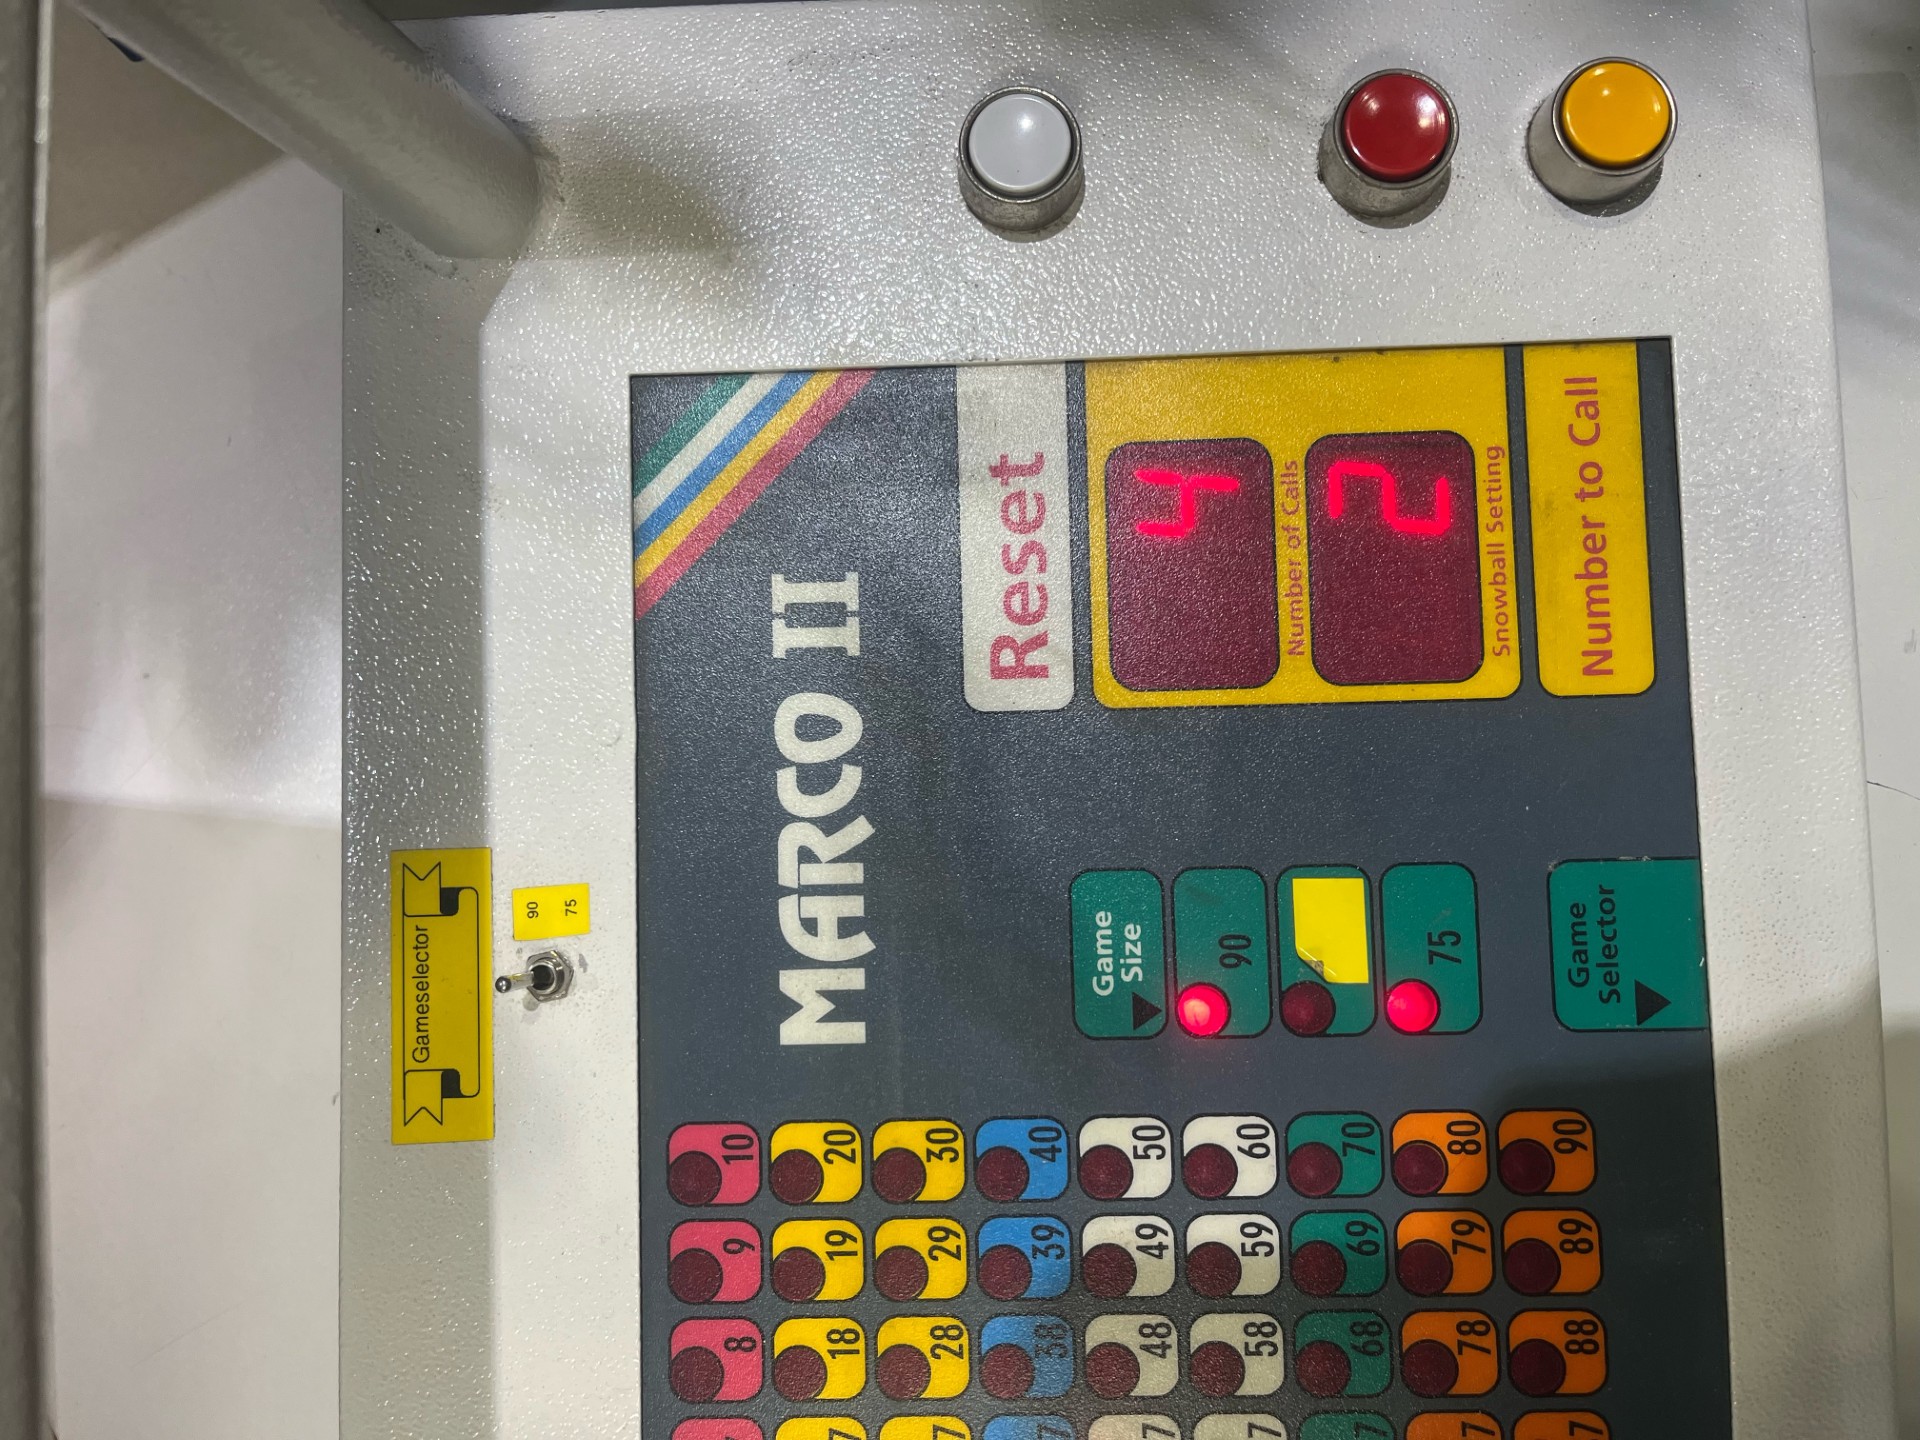 Gameselector
90
75
MARCO II
Reset
4
Number of Calls
2
Snowball Setting
Number to Call
Game
Size
90
75
Game
Selector
8 9 10
18 19 20
28 29 30
38 39 40
48 49 50
58 59 60
68 69 70
78 79 80
88 89 90